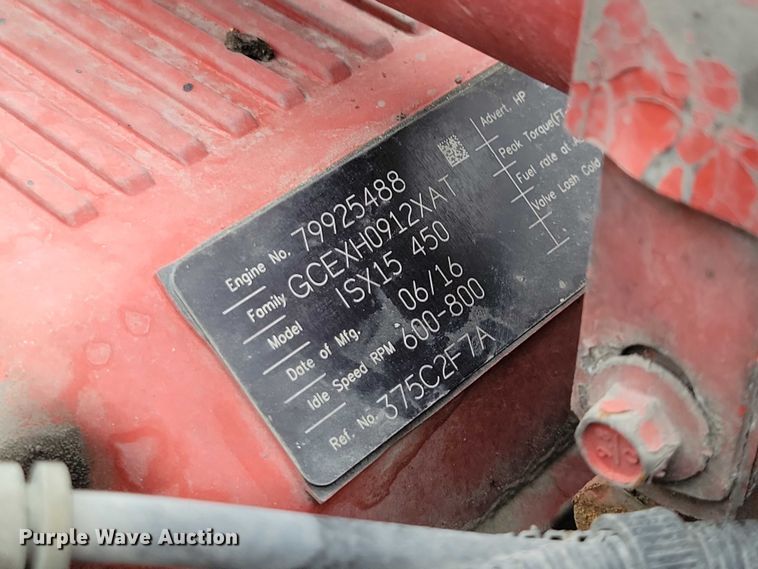 Engine No. 79925488
Family GCEXH0912XAT
Model ISX15 450
Date of Mfg. 06/16
Idle Speed RPM 600-800
Ref. No. 375C2F7A
Advert. HP
Peak Torque(FT
Fuel rate at
Valve Lash Cold
Purple Wave Auction